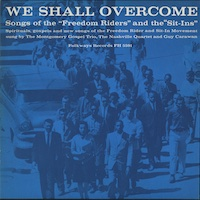 WE SHALL OVERCOME
Songs of the "Freedom Riders" and the "Sit-Ins"
Spirituals, gospels and new songs of the Freedom Rider and Sit-In Movement
sung by The Montgomery Gospel Trio, The Nashville Quartet and Guy Carawan
Folkways Records FH 5591